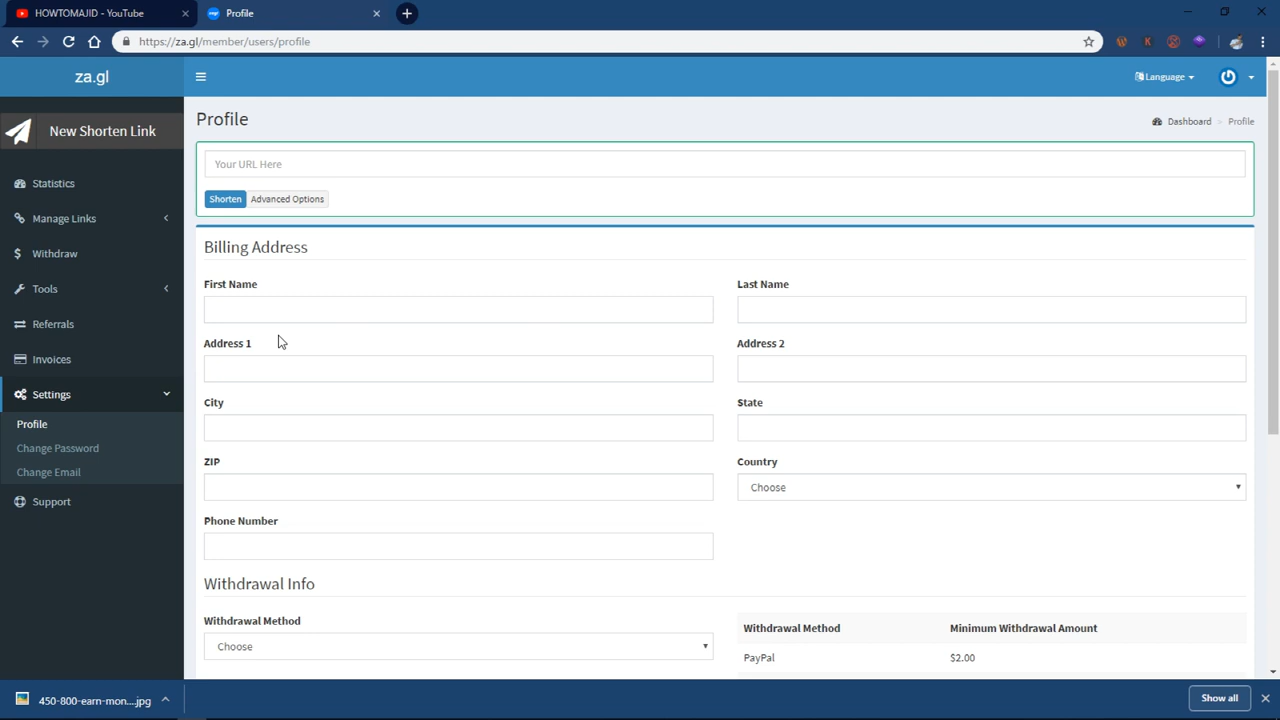 HOWTOMAJID - YouTube
Profile
https://za.gl/member/users/profile
za.gl
Language
New Shorten Link
Profile
Dashboard > Profile
Your URL Here
Shorten
Advanced Options
Statistics
Manage Links
Withdraw
Tools
Referrals
Invoices
Settings
Profile
Change Password
Change Email
Support
Billing Address
First Name
Last Name
Address 1
Address 2
City
State
ZIP
Country
Choose
Phone Number
Withdrawal Info
Withdrawal Method
Choose
Withdrawal Method Minimum Withdrawal Amount
PayPal $2.00
450-800-earn-mon....jpg
Show all